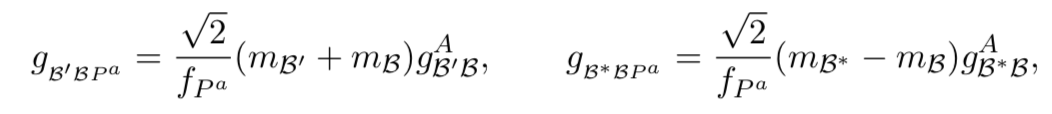 g_{\mathcal{B}'\mathcal{B}P^a} = \frac{\sqrt{2}}{f_{P^a}}(m_{\mathcal{B}'} + m_{\mathcal{B}})g^A_{\mathcal{B}'\mathcal{B}}, \qquad g_{\mathcal{B}^*\mathcal{B}P^a} = \frac{\sqrt{2}}{f_{P^a}}(m_{\mathcal{B}^*} - m_{\mathcal{B}})g^A_{\mathcal{B}^*\mathcal{B}},